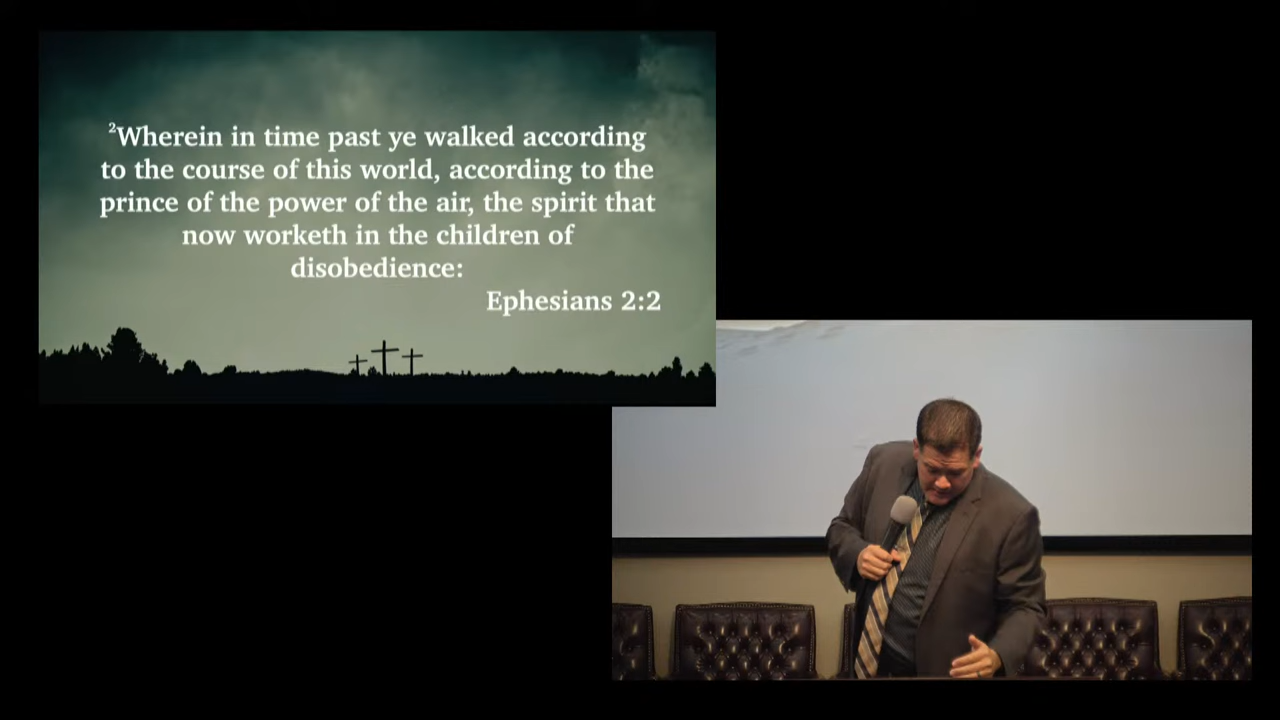 ²Wherein in time past ye walked according
to the course of this world, according to the
prince of the power of the air, the spirit that
now worketh in the children of
disobedience:
Ephesians 2:2